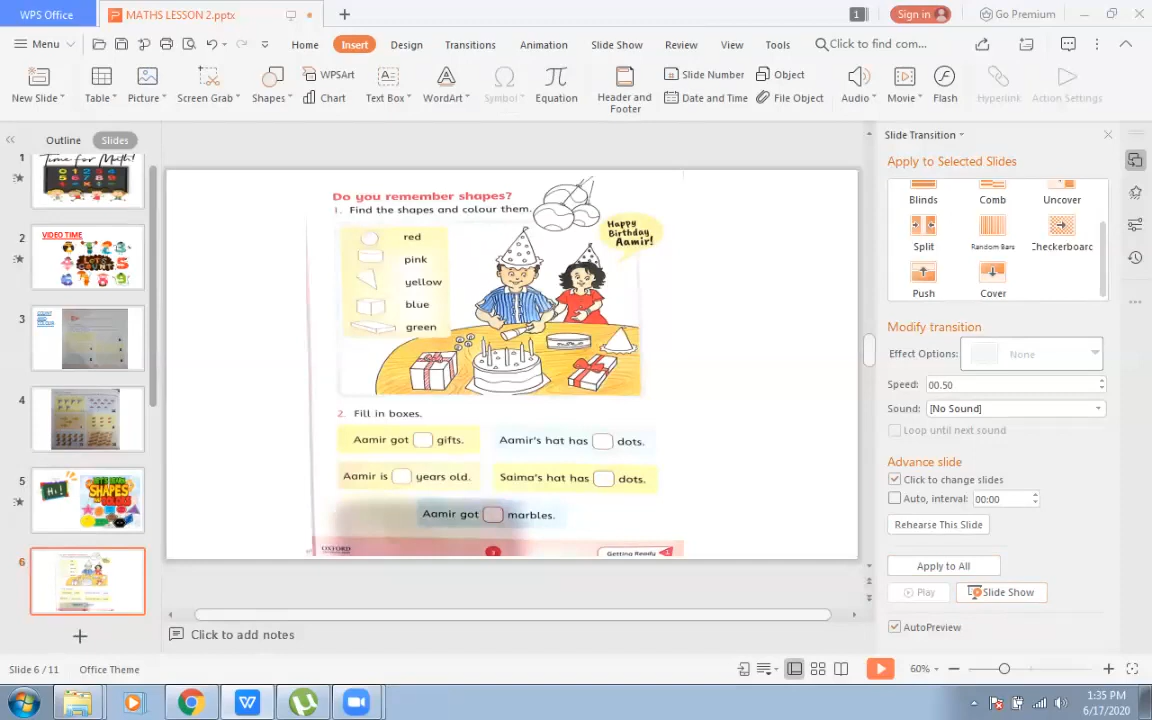 WPS Office
MATHS LESSON 2.pptx
1
Sign in
Go Premium
Menu
Home
Insert
Design
Transitions
Animation
Slide Show
Review
View
Tools
Click to find com...
New Slide
Table
Picture
Screen Grab
Shapes
WPSArt
Chart
Text Box
WordArt
Symbol
Equation
Header and
Footer
Slide Number
Date and Time
Object
File Object
Audio
Movie
Flash
Hyperlink
Action Settings
Outline
Slides
1
Time for Math!
2
VIDEO TIME
3
4
5
Hi!
6
Do you remember shapes?
1. Find the shapes and colour them.
red
pink
yellow
blue
green
Happy
Birthday
Aamir!
2. Fill in boxes.
Aamir got gifts.
Aamir's hat has dots.
Aamir is years old.
Saima's hat has dots.
Aamir got marbles.
OXFORD
3
Getting Ready
Click to add notes
Slide Transition
Apply to Selected Slides
Blinds
Comb
Uncover
Split
Random Bars
Checkerboard
Push
Cover
Modify transition
Effect Options:
None
Speed:
00.50
Sound:
[No Sound]
Loop until next sound
Advance slide
Click to change slides
Auto, interval:
00:00
Rehearse This Slide
Apply to All
Play
Slide Show
AutoPreview
Slide 6 / 11
Office Theme
60%
1:35 PM
6/17/2020